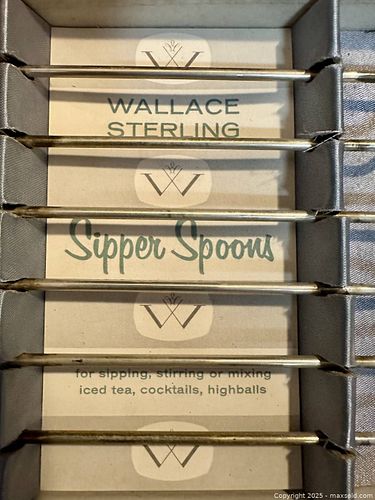 W
WALLACE
STERLING
W
Sipper Spoons
W
for sipping, stirring or mixing
iced tea, cocktails, highballs
W
Copyright 2025 - maxsold.com